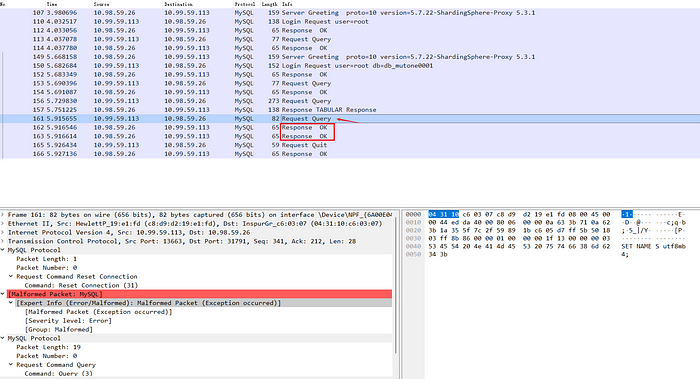 No. Time Source Destination Protocol Length Info
107 3.980696 10.98.59.26 10.99.59.113 MySQL 159 Server Greeting proto=10 version=5.7.22-ShardingSphere-Proxy 5.3.1
112 4.032517 10.99.59.113 10.98.59.26 MySQL 138 Login Request user=root
114 4.033056 10.98.59.26 10.99.59.113 MySQL 65 Response OK
113 4.037078 10.99.59.113 10.98.59.26 MySQL 77 Request Query
114 4.037780 10.98.59.26 10.99.59.113 MySQL 65 Response OK
149 5.668158 10.98.59.26 10.99.59.113 MySQL 159 Server Greeting proto=10 version=5.7.22-ShardingSphere-Proxy 5.3.1
150 5.682684 10.99.59.113 10.98.59.26 MySQL 152 Login Request user=root db=db_mutone0001
152 5.683349 10.98.59.26 10.99.59.113 MySQL 65 Response OK
153 5.690396 10.99.59.113 10.98.59.26 MySQL 77 Request Query
154 5.691087 10.98.59.26 10.99.59.113 MySQL 65 Response OK
156 5.729830 10.99.59.113 10.98.59.26 MySQL 273 Request Query
157 5.751225 10.98.59.26 10.99.59.113 MySQL 138 Response TABULAR Response
161 5.915655 10.99.59.113 10.98.59.26 MySQL 82 Request Query
162 5.916546 10.98.59.26 10.99.59.113 MySQL 65 Response OK
163 5.916614 10.98.59.26 10.99.59.113 MySQL 65 Response OK
165 5.926434 10.99.59.113 10.98.59.26 MySQL 59 Request Quit
166 5.927136 10.98.59.26 10.99.59.113 MySQL 65 Response OK
Frame 161: 82 bytes on wire (656 bits), 82 bytes captured (656 bits) on interface \Device\NPF_{6A00E04
Ethernet II, Src: HewlettP_19:e1:fd (c8:d9:d2:19:e1:fd), Dst: InspurGr_c6:03:07 (04:31:10:c6:03:07)
Internet Protocol Version 4, Src: 10.99.59.113, Dst: 10.98.59.26
Transmission Control Protocol, Src Port: 13663, Dst Port: 31791, Seq: 341, Ack: 212, Len: 28
MySQL Protocol
Packet Length: 1
Packet Number: 0
Request Command Reset Connection
Command: Reset Connection (31)
[Malformed Packet: MySQL]
[Expert Info (Error/Malformed): Malformed Packet (Exception occurred)]
[Malformed Packet (Exception occurred)]
[Severity level: Error]
[Group: Malformed]
MySQL Protocol
Packet Length: 19
Packet Number: 0
Request Command Query
Command: Query (3)
0000 04 31 10 c6 03 07 c8 d9 d2 19 e1 fd 08 00 45 00
0010 00 44 ed da 40 00 80 06 00 00 0a 63 3b 71 0a 62
0020 3b 1a 35 5f 7c 2f 59 89 1b c6 05 d7 ff 5b 50 18
0030 03 ff 8b 86 00 00 01 00 00 00 1f 13 00 00 00 03
0040 53 45 54 20 4e 41 4d 45 53 20 75 74 66 38 6d 62
0050 34 3b
SET NAME S utf8mb
4;